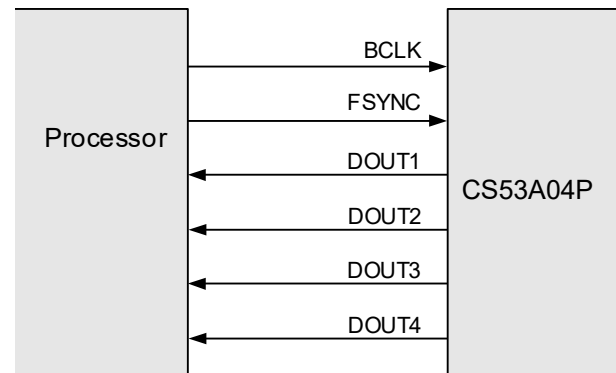 BCLK
FSYNC
Processor
DOUT1
CS53A04P
DOUT2
DOUT3
DOUT4